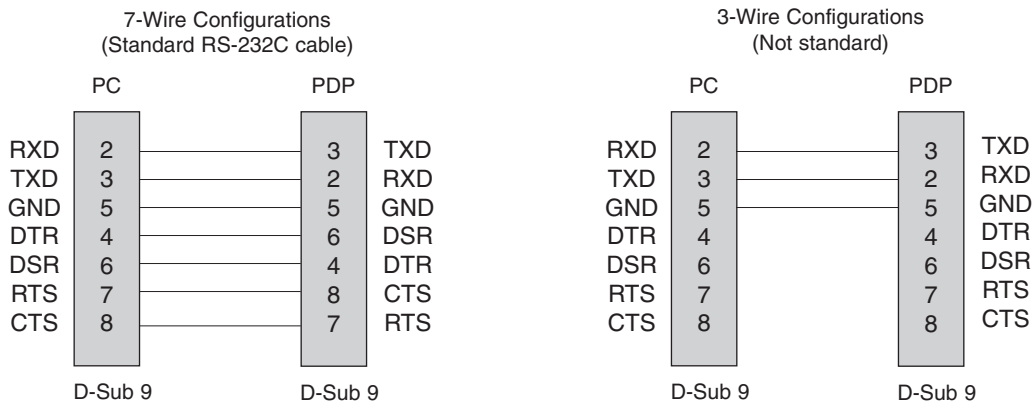 7-Wire Configurations
(Standard RS-232C cable)
PC PDP
RXD 2 3 TXD
TXD 3 2 RXD
GND 5 5 GND
DTR 4 6 DSR
DSR 6 4 DTR
RTS 7 8 CTS
CTS 8 7 RTS
D-Sub 9 D-Sub 9
3-Wire Configurations
(Not standard)
PC PDP
RXD 2 3 TXD
TXD 3 2 RXD
GND 5 5 GND
DTR 4 4 DTR
DSR 6 6 DSR
RTS 7 7 RTS
CTS 8 8 CTS
D-Sub 9 D-Sub 9